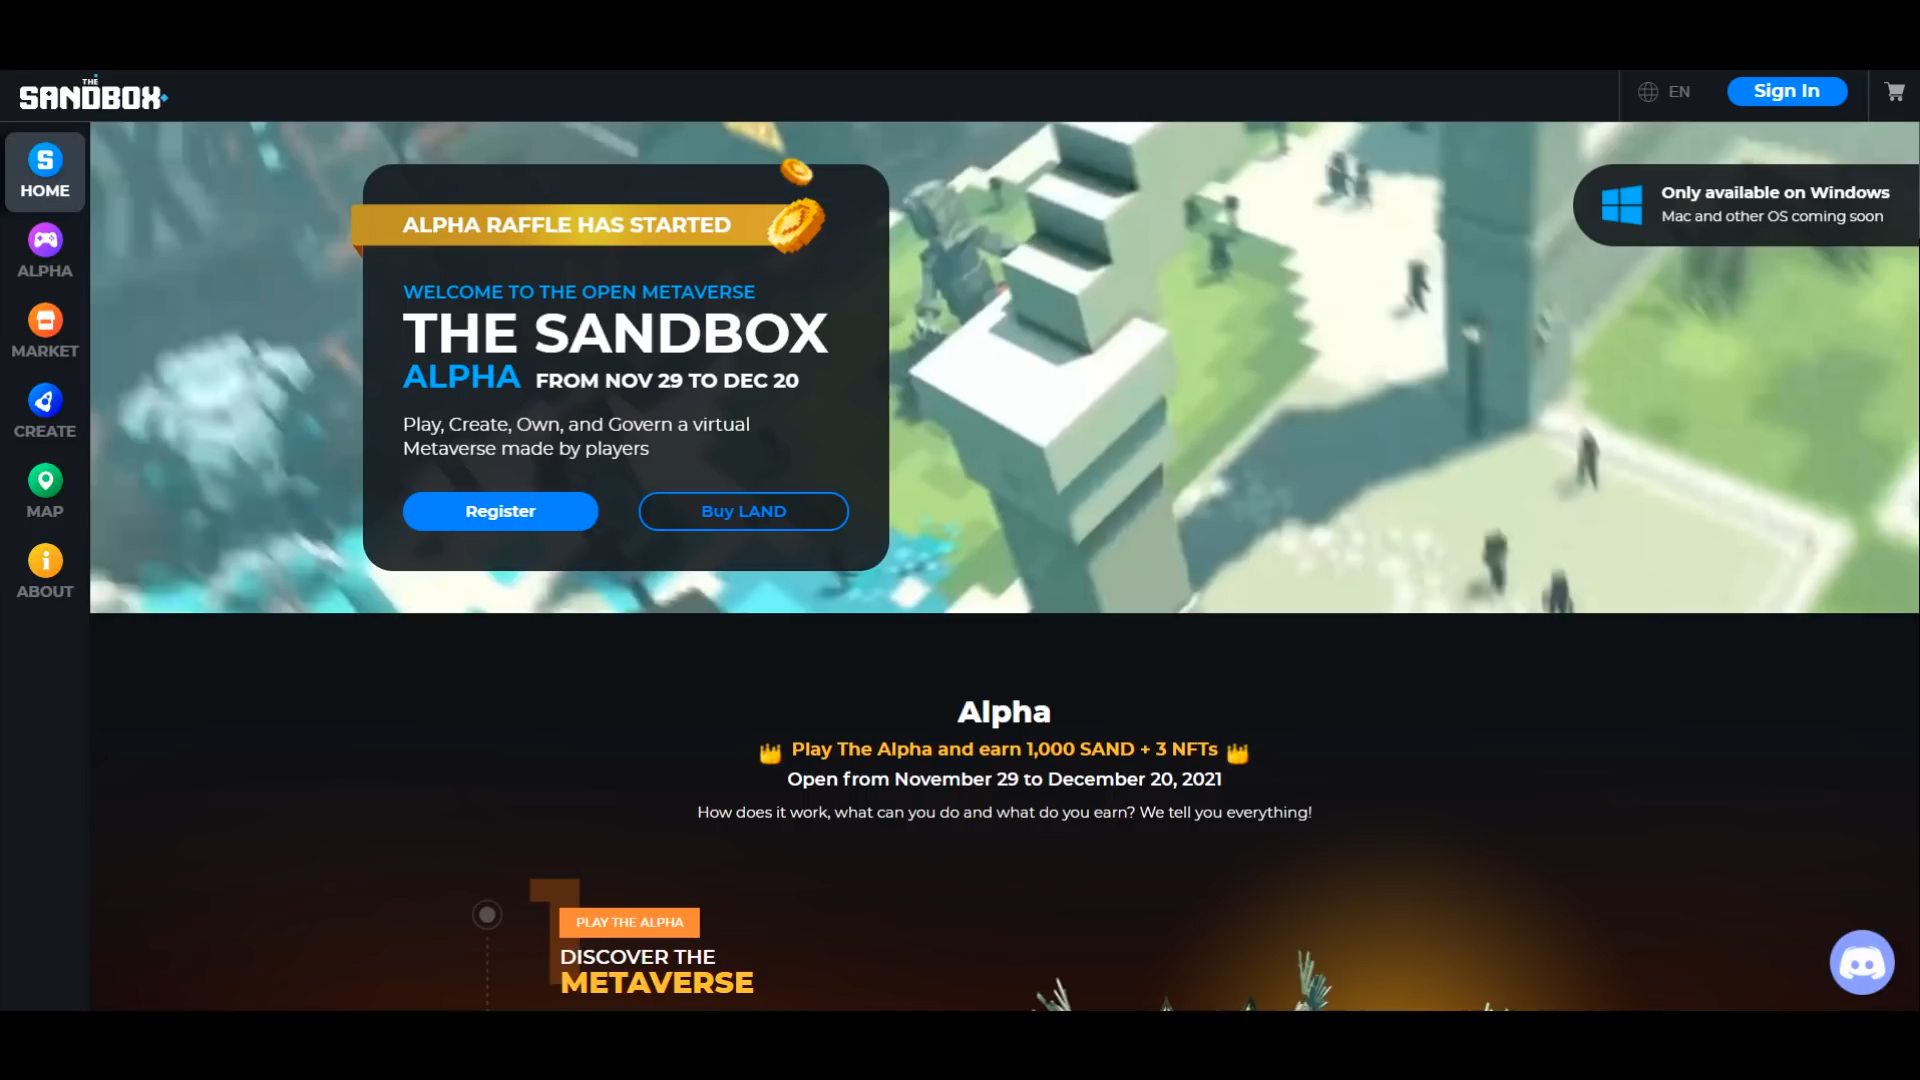 THE
SANDBOX
EN
Sign In
HOME
ALPHA
MARKET
CREATE
MAP
ABOUT
ALPHA RAFFLE HAS STARTED
WELCOME TO THE OPEN METAVERSE
THE SANDBOX
ALPHA FROM NOV 29 TO DEC 20
Play, Create, Own, and Govern a virtual
Metaverse made by players
Register
Buy LAND
Only available on Windows
Mac and other OS coming soon
Alpha
Play The Alpha and earn 1,000 SAND + 3 NFTs
Open from November 29 to December 20, 2021
How does it work, what can you do and what do you earn? We tell you everything!
1
PLAY THE ALPHA
DISCOVER THE
METAVERSE